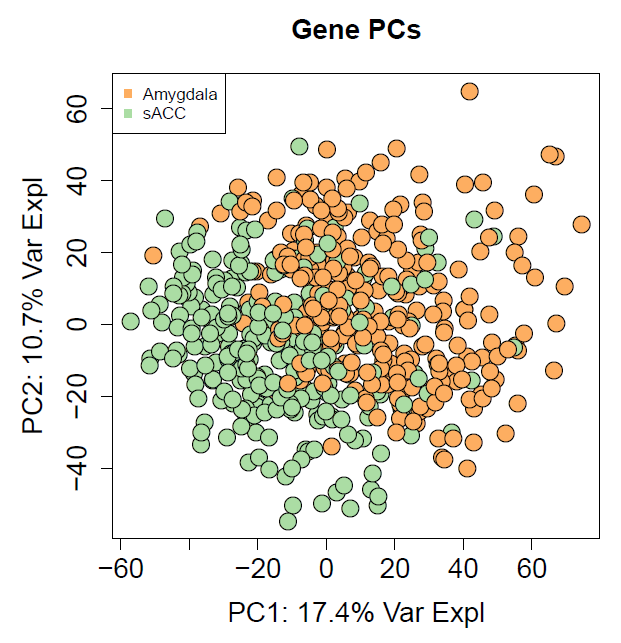 Gene PCs
Amygdala
sACC
PC2: 10.7% Var Expl
60
40
20
0
−20
−40
−60 −20 0 20 40 60
PC1: 17.4% Var Expl